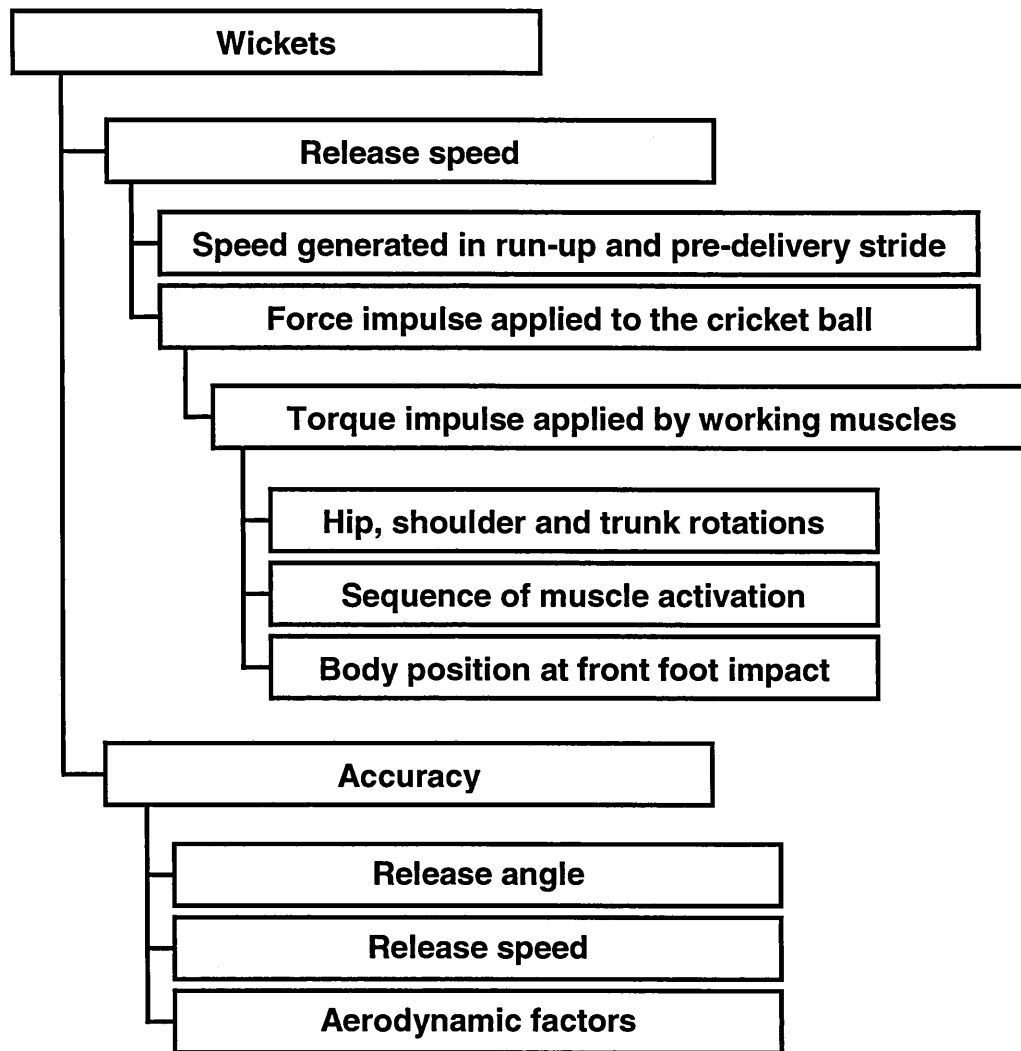 Wickets
Release speed
Speed generated in run-up and pre-delivery stride
Force impulse applied to the cricket ball
Torque impulse applied by working muscles
Hip, shoulder and trunk rotations
Sequence of muscle activation
Body position at front foot impact
Accuracy
Release angle
Release speed
Aerodynamic factors